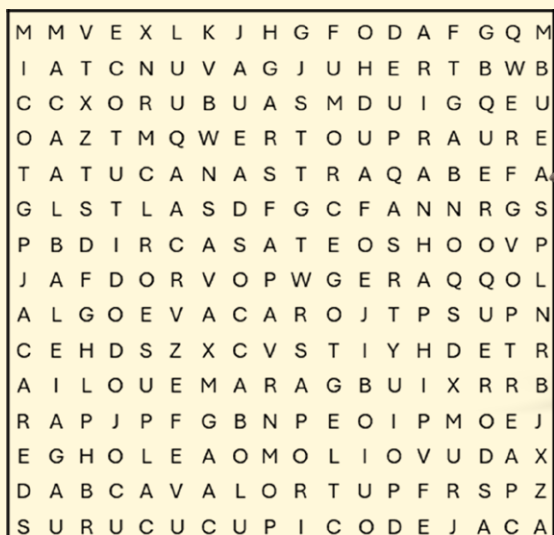 M M V E X L K J H G F O D A F G Q M
I A T C N U V A G J U H E R T B W B
C C X O R U B U A S M D U I G Q E U
O A Z T M Q W E R T O U P R A U R E
T A T U C A N A S T R A Q A B E F A
G L S T L A S D F G C F A N N R G S
P B D I R C A S A T E O S H O O V P
J A F D O R V O P W G E R A Q Q O L
A L G O E V A C A R O J T P S U P N
C E H D S Z X C V S T I Y H D E T R
A I L O U E M A R A G B U I X R R B
R A P J P F G B N P E O I P M O E J
E G H O L E A O M O L I O V U D A X
D A B C A V A L O R T U P F R S P Z
S U R U C U C U P I C O D E J A C A